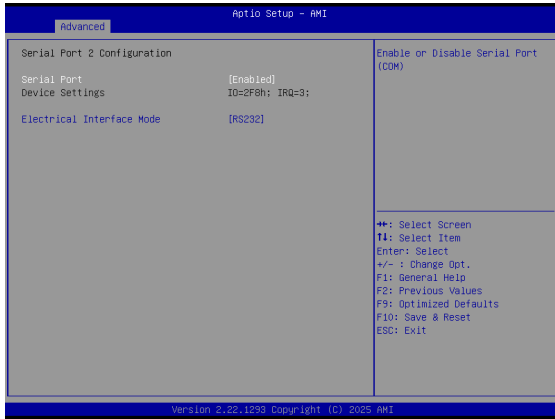 Aptio Setup – AMI
Advanced
Serial Port 2 Configuration
Serial Port [Enabled]
Device Settings IO=2F8h; IRQ=3;
Electrical Interface Mode [RS232]
Enable or Disable Serial Port
(COM)
→←: Select Screen
↑↓: Select Item
Enter: Select
+/- : Change Opt.
F1: General Help
F2: Previous Values
F9: Optimized Defaults
F10: Save & Reset
ESC: Exit
Version 2.22.1293 Copyright (C) 2025 AMI